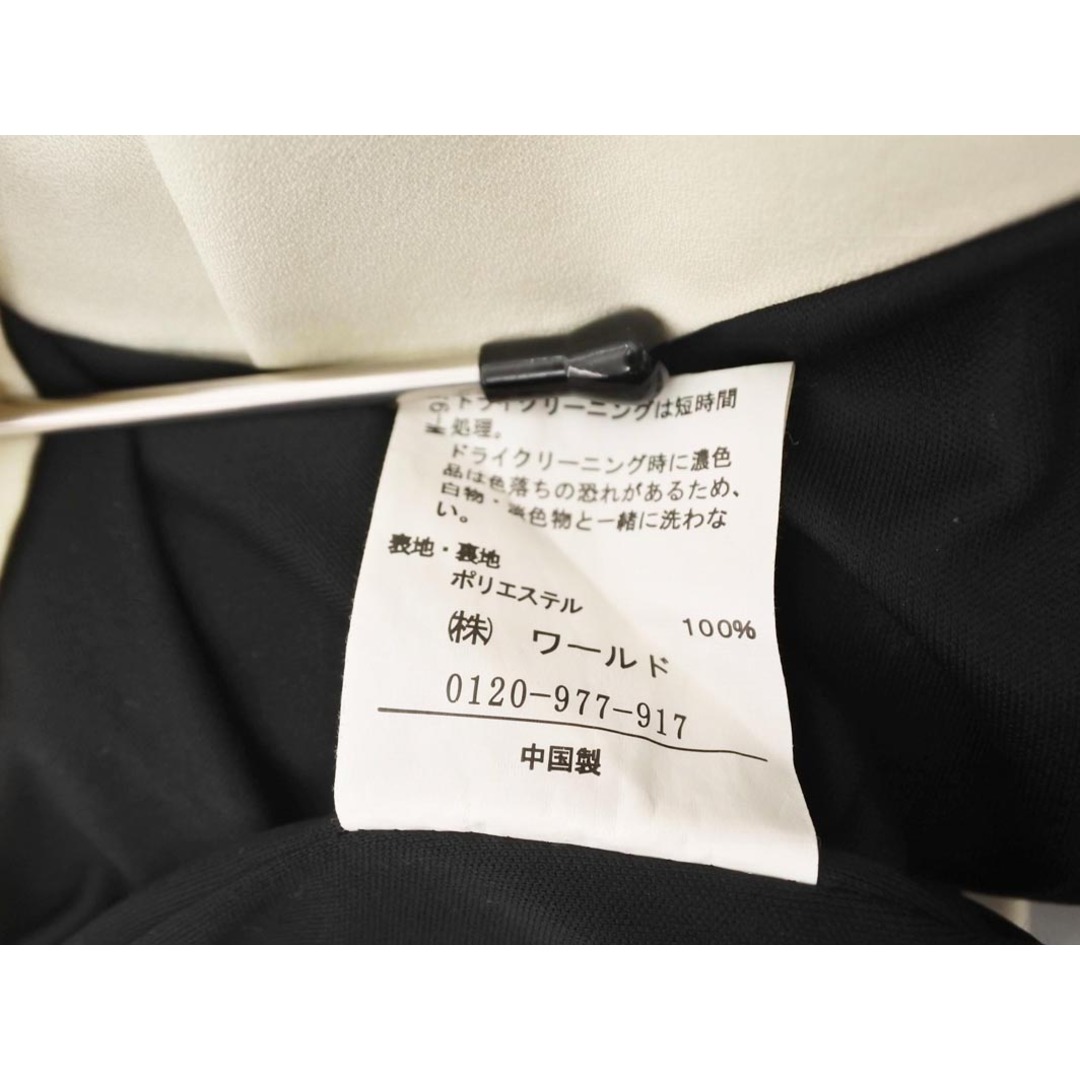 ドライクリーニングは短時間
処理。
ドライクリーニング時に濃色
品は色落ちの恐れがあるため、
白物・淡色物と一緒に洗わな
い。
表地・裏地
ポリエステル
100%
㈱ ワールド
0120-977-917
中国製